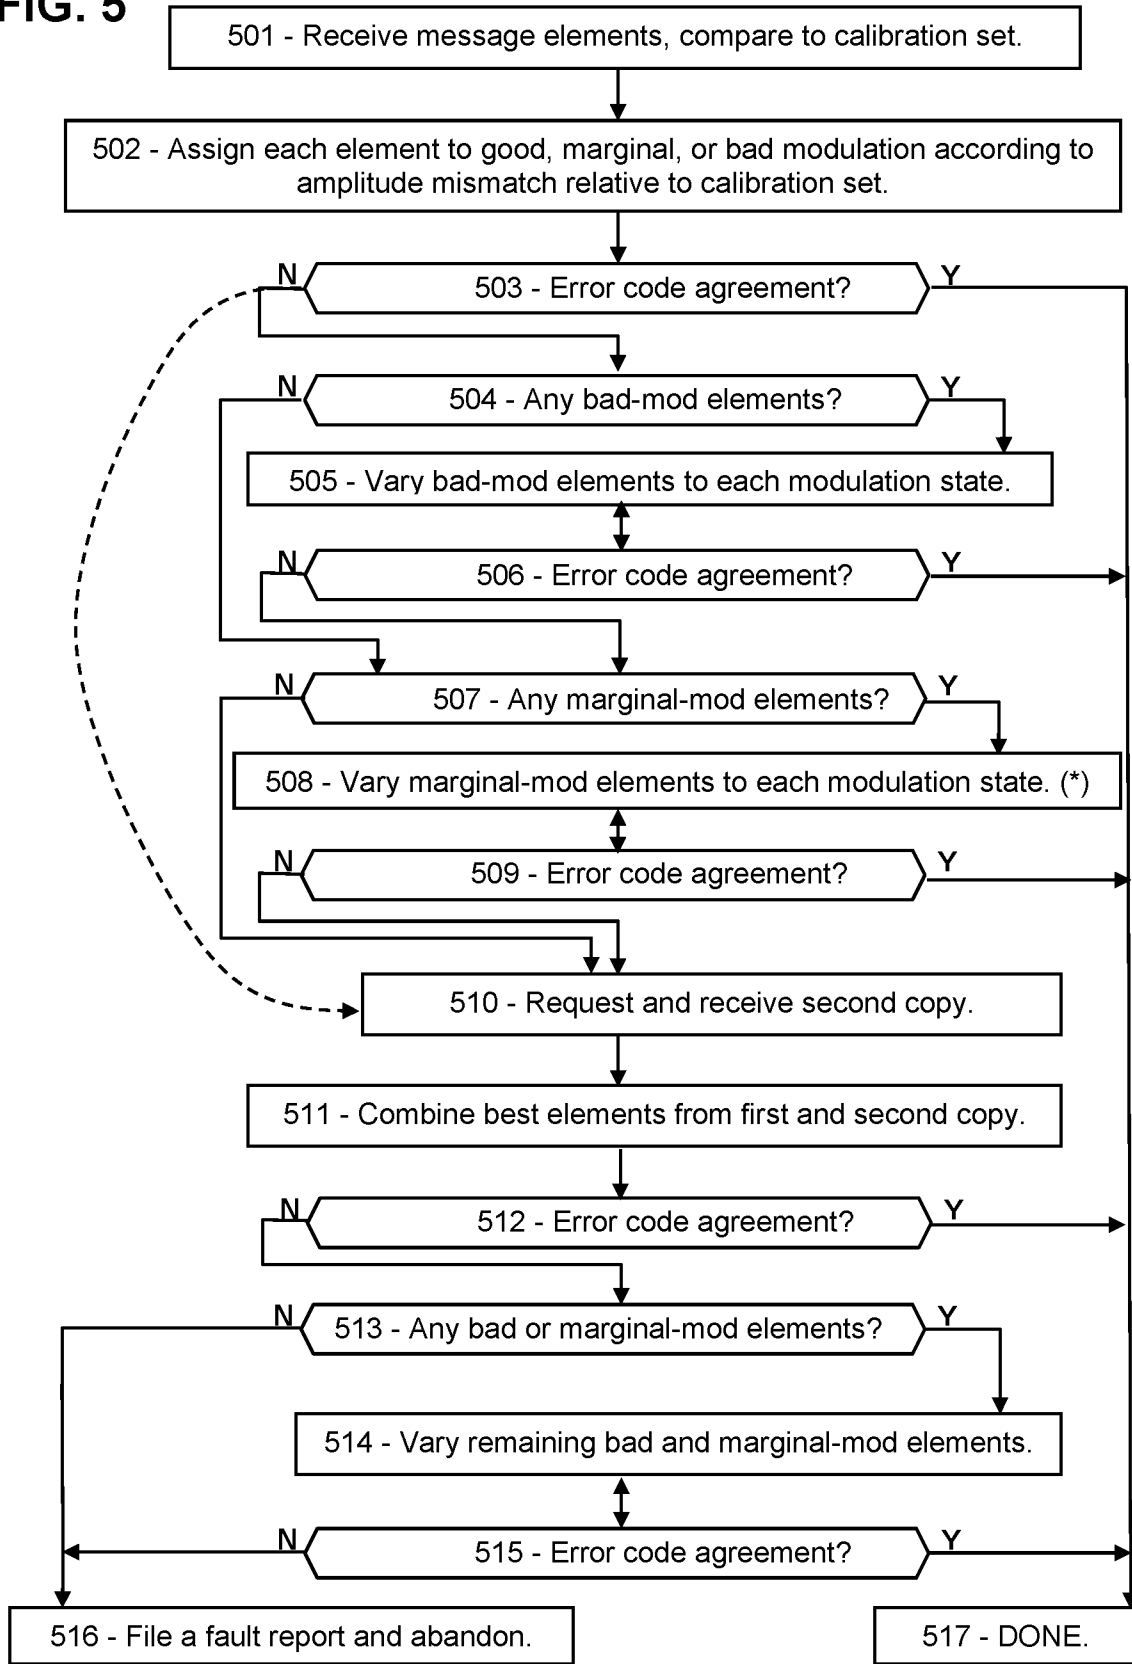 FIG. 5
501 - Receive message elements, compare to calibration set.
502 - Assign each element to good, marginal, or bad modulation according to
amplitude mismatch relative to calibration set.
N
503 - Error code agreement?
Y
N
504 - Any bad-mod elements?
Y
505 - Vary bad-mod elements to each modulation state.
N
506 - Error code agreement?
Y
N
507 - Any marginal-mod elements?
Y
508 - Vary marginal-mod elements to each modulation state. (*)
N
509 - Error code agreement?
Y
510 - Request and receive second copy.
511 - Combine best elements from first and second copy.
N
512 - Error code agreement?
Y
N
513 - Any bad or marginal-mod elements?
Y
514 - Vary remaining bad and marginal-mod elements.
N
515 - Error code agreement?
Y
516 - File a fault report and abandon.
517 - DONE.